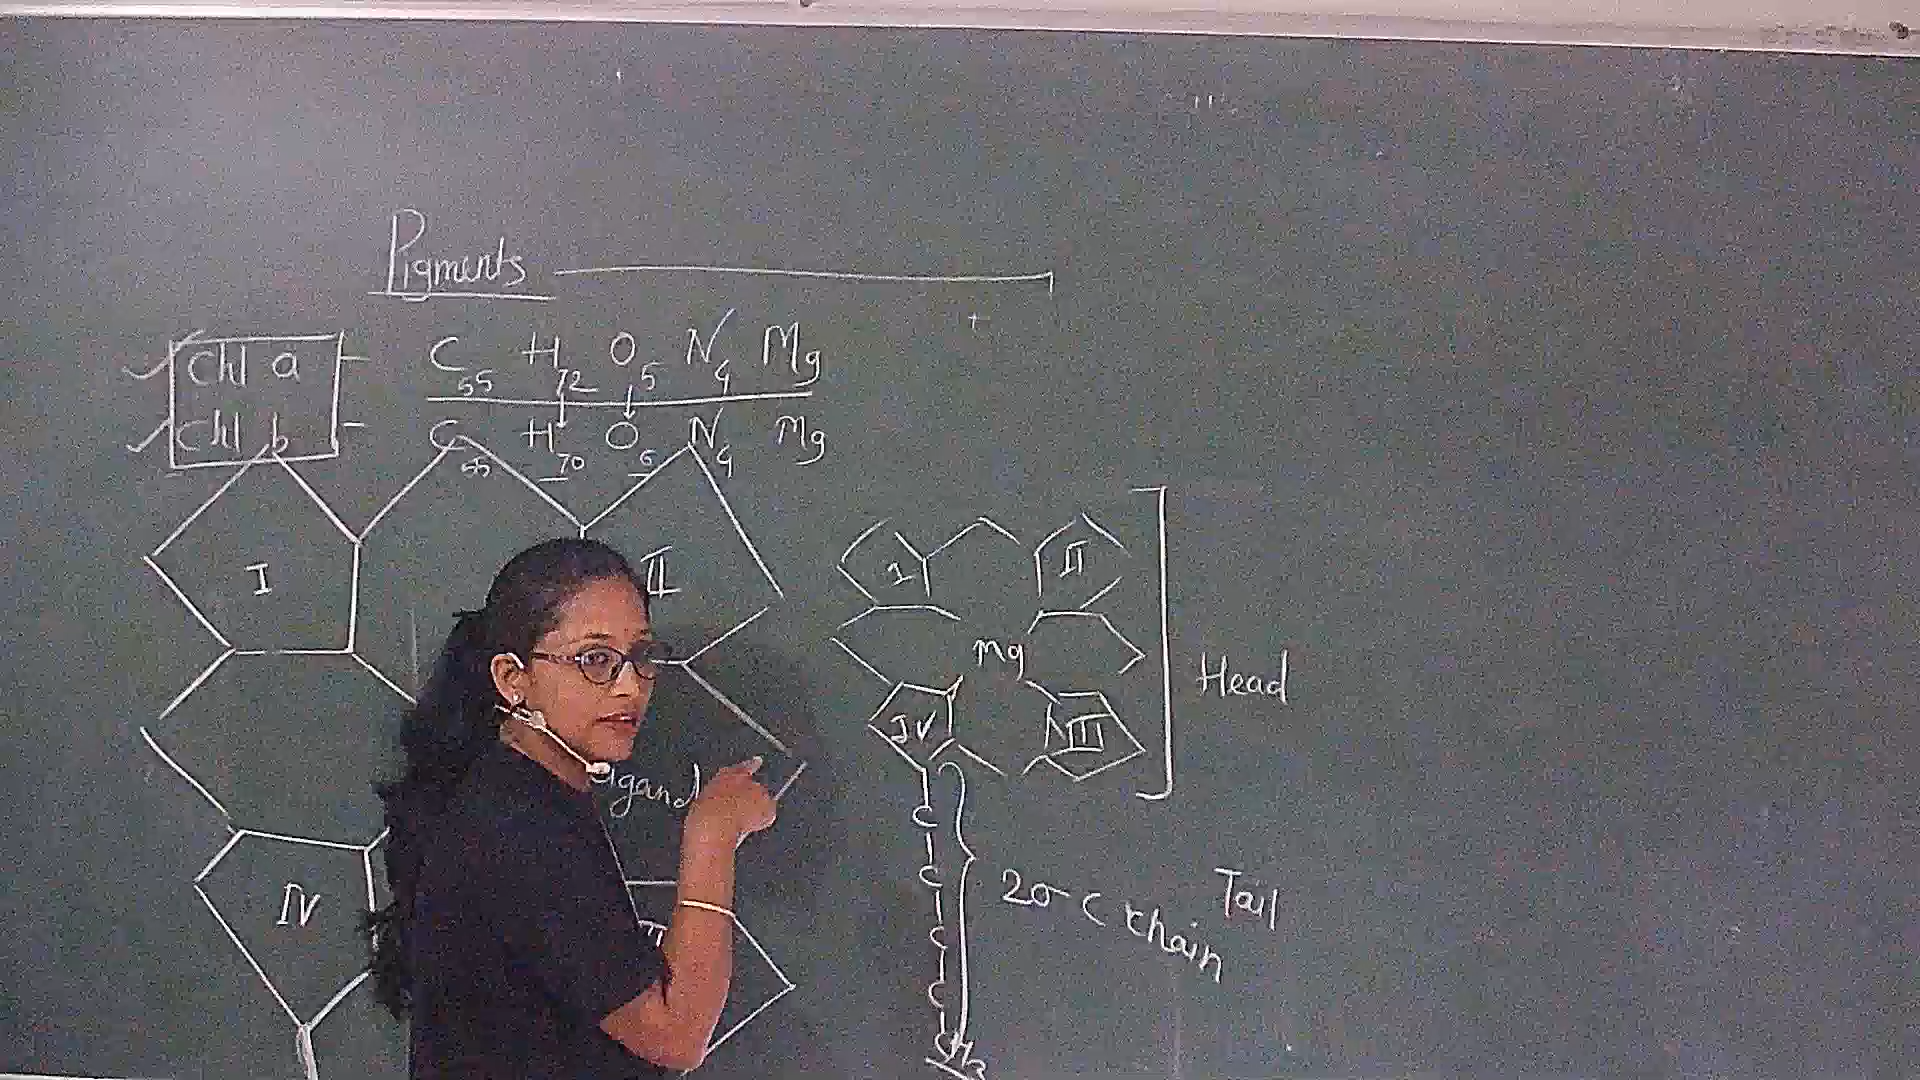 Pigments
Chl a - C55 H72 O5 N4 Mg
Chl b - C55 H70 O6 N4 Mg
I II
I II
Mg
Head
IV III
Ligand
C
C
20-C chain
Tail
IV
C
C
CH3